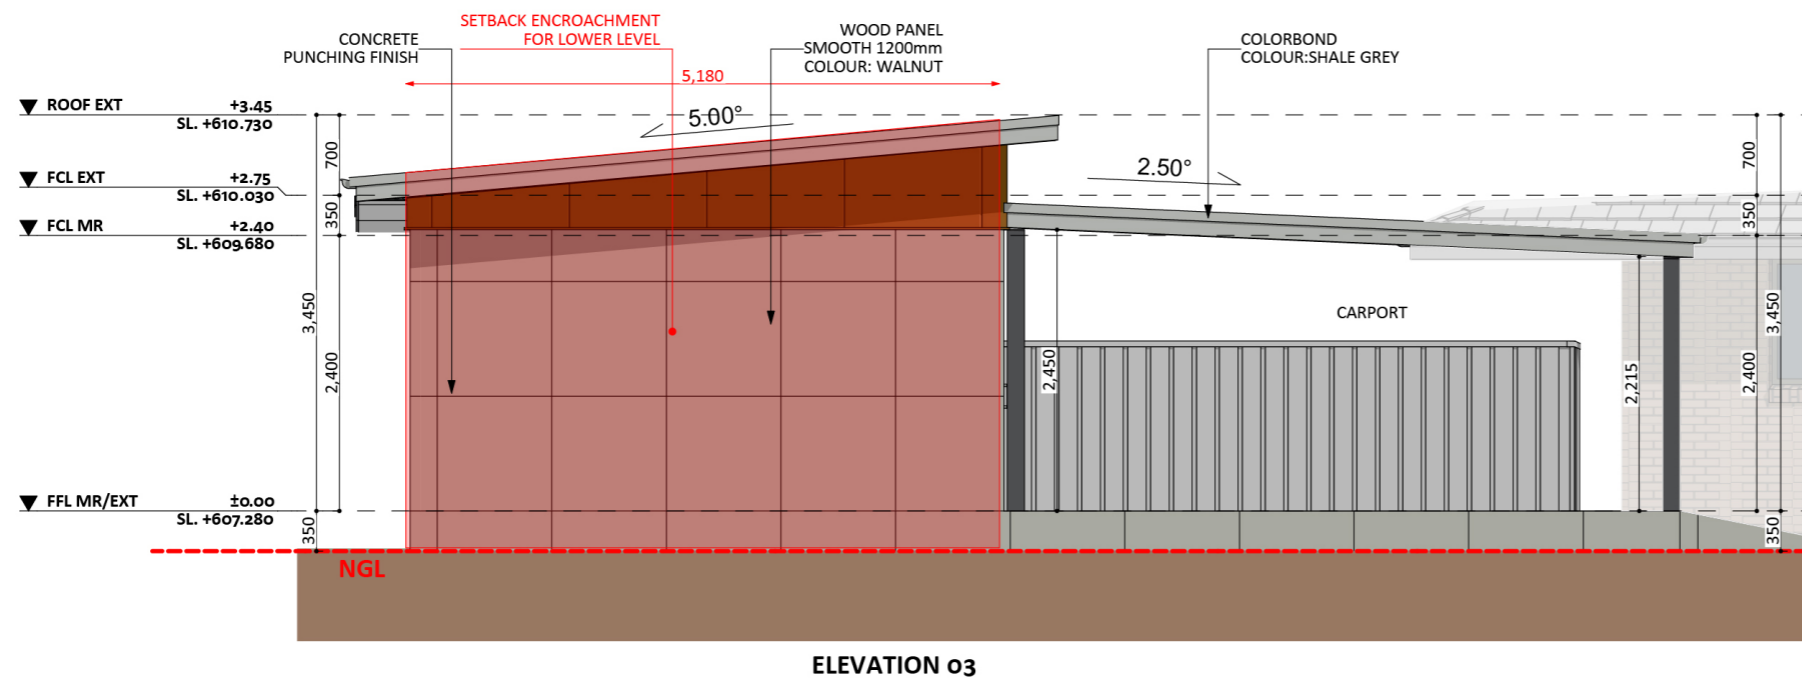 SETBACK ENCROACHMENT
FOR LOWER LEVEL
CONCRETE
PUNCHING FINISH
WOOD PANEL
SMOOTH 1200mm
COLOUR: WALNUT
COLORBOND
COLOUR:SHALE GREY
5,180
ROOF EXT +3.45
SL. +610.730
5.00°
2.50°
700
700
FCL EXT +2.75
SL. +610.030
350
350
FCL MR +2.40
SL. +609.680
3,450
2,400
CARPORT
2,450
2,215
2,400
3,450
FFL MR/EXT ±0.00
SL. +607.280
350
350
NGL
ELEVATION 03